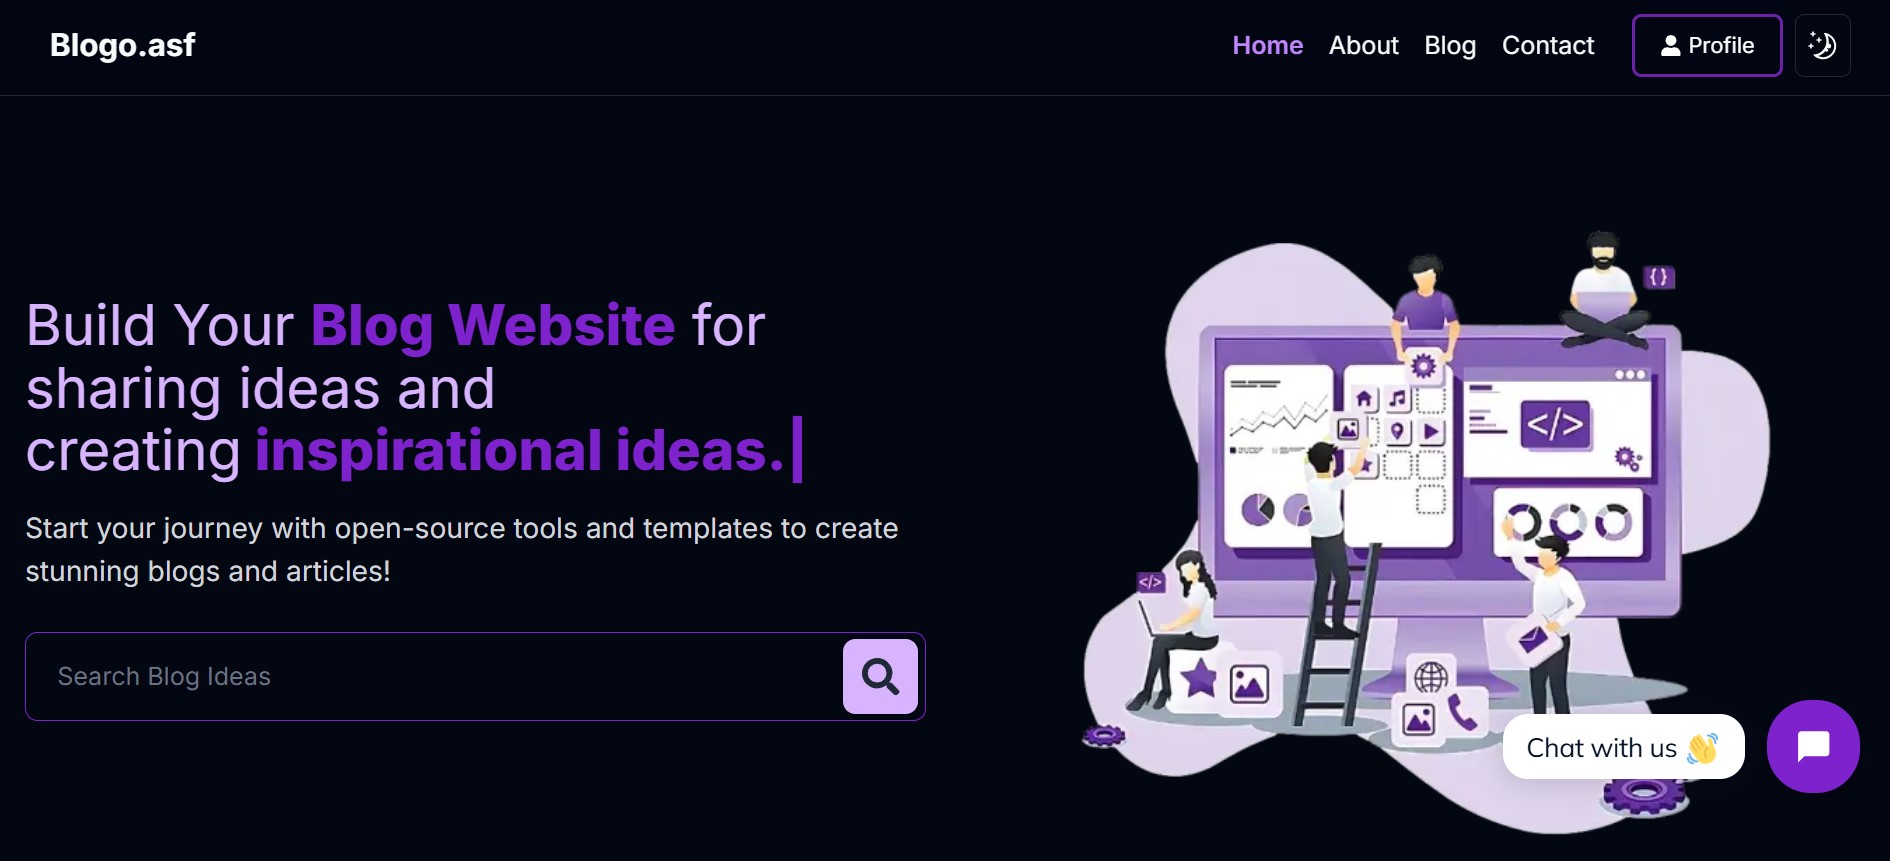 Blogo.asf
Home About Blog Contact Profile
Build Your Blog Website for
sharing ideas and
creating inspirational ideas.|
Start your journey with open-source tools and templates to create
stunning blogs and articles!
Search Blog Ideas
{}
</>
</>
Chat with us 👋